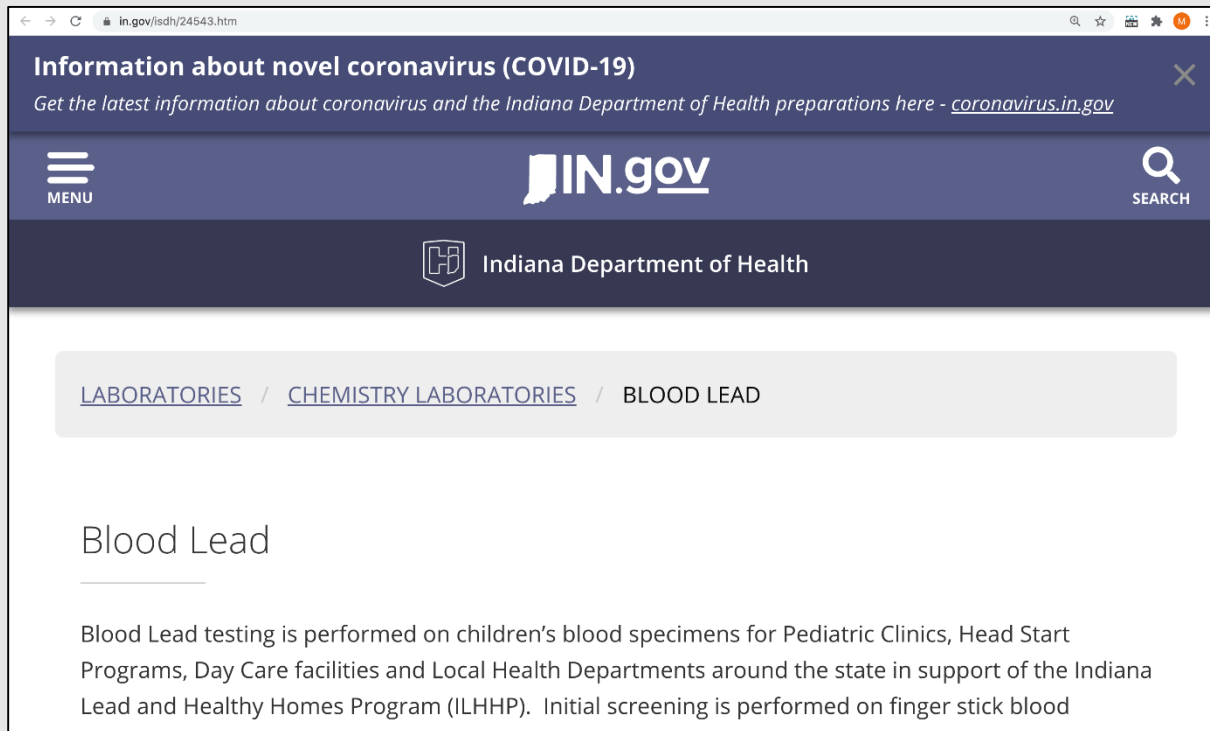 in.gov/isdh/24543.htm
M
Information about novel coronavirus (COVID-19)
Get the latest information about coronavirus and the Indiana Department of Health preparations here - coronavirus.in.gov
MENU
IN.gov
SEARCH
Indiana Department of Health
LABORATORIES / CHEMISTRY LABORATORIES / BLOOD LEAD
Blood Lead
Blood Lead testing is performed on children’s blood specimens for Pediatric Clinics, Head Start
Programs, Day Care facilities and Local Health Departments around the state in support of the Indiana
Lead and Healthy Homes Program (ILHHP). Initial screening is performed on finger stick blood